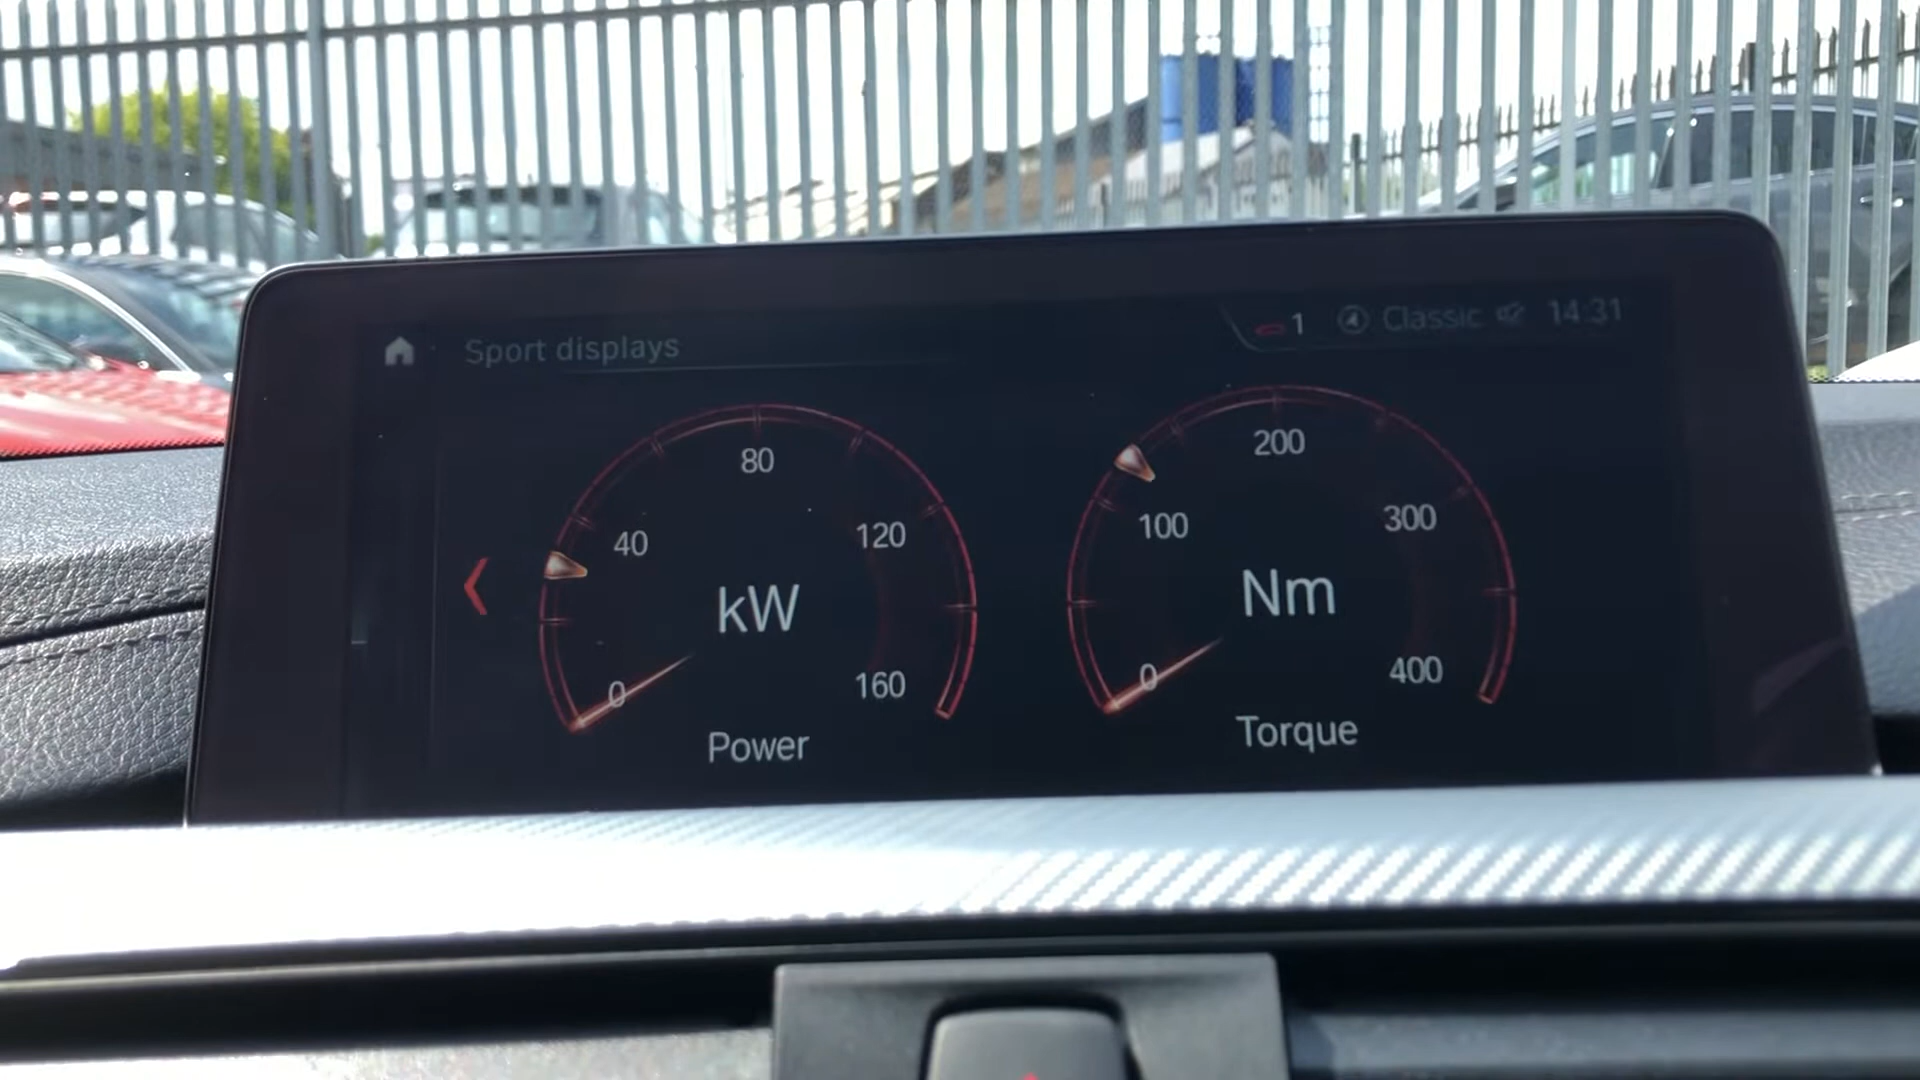 Sport displays
1 Classic 14:31
80
40 120
kW
0 160
Power
200
100 300
Nm
0 400
Torque